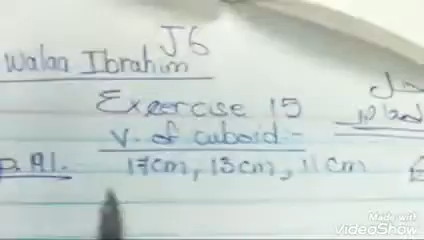 J6
Walaa Ibrahim
Exercise 15
V. of cuboid:-
p.91. 17cm, 13cm, 11cm
Made with
VideoShow